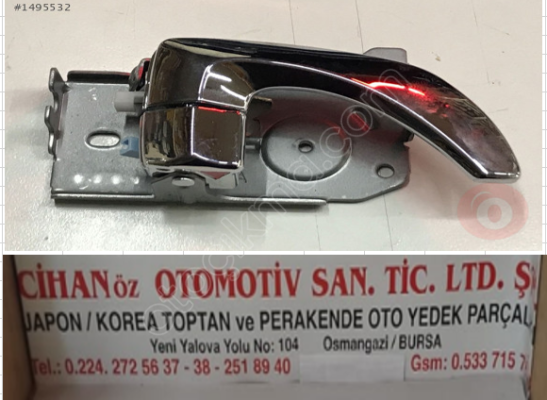 #1495532
CİHANöz OTOMOTİV SAN. TİC. LTD. Ş
JAPON / KOREA TOPTAN ve PERAKENDE OTO YEDEK PARÇAL
Yeni Yalova Yolu No: 104 Osmangazi / BURSA
Tel.: 0.224. 272 56 37 - 38 - 251 89 40 Gsm: 0.533 715